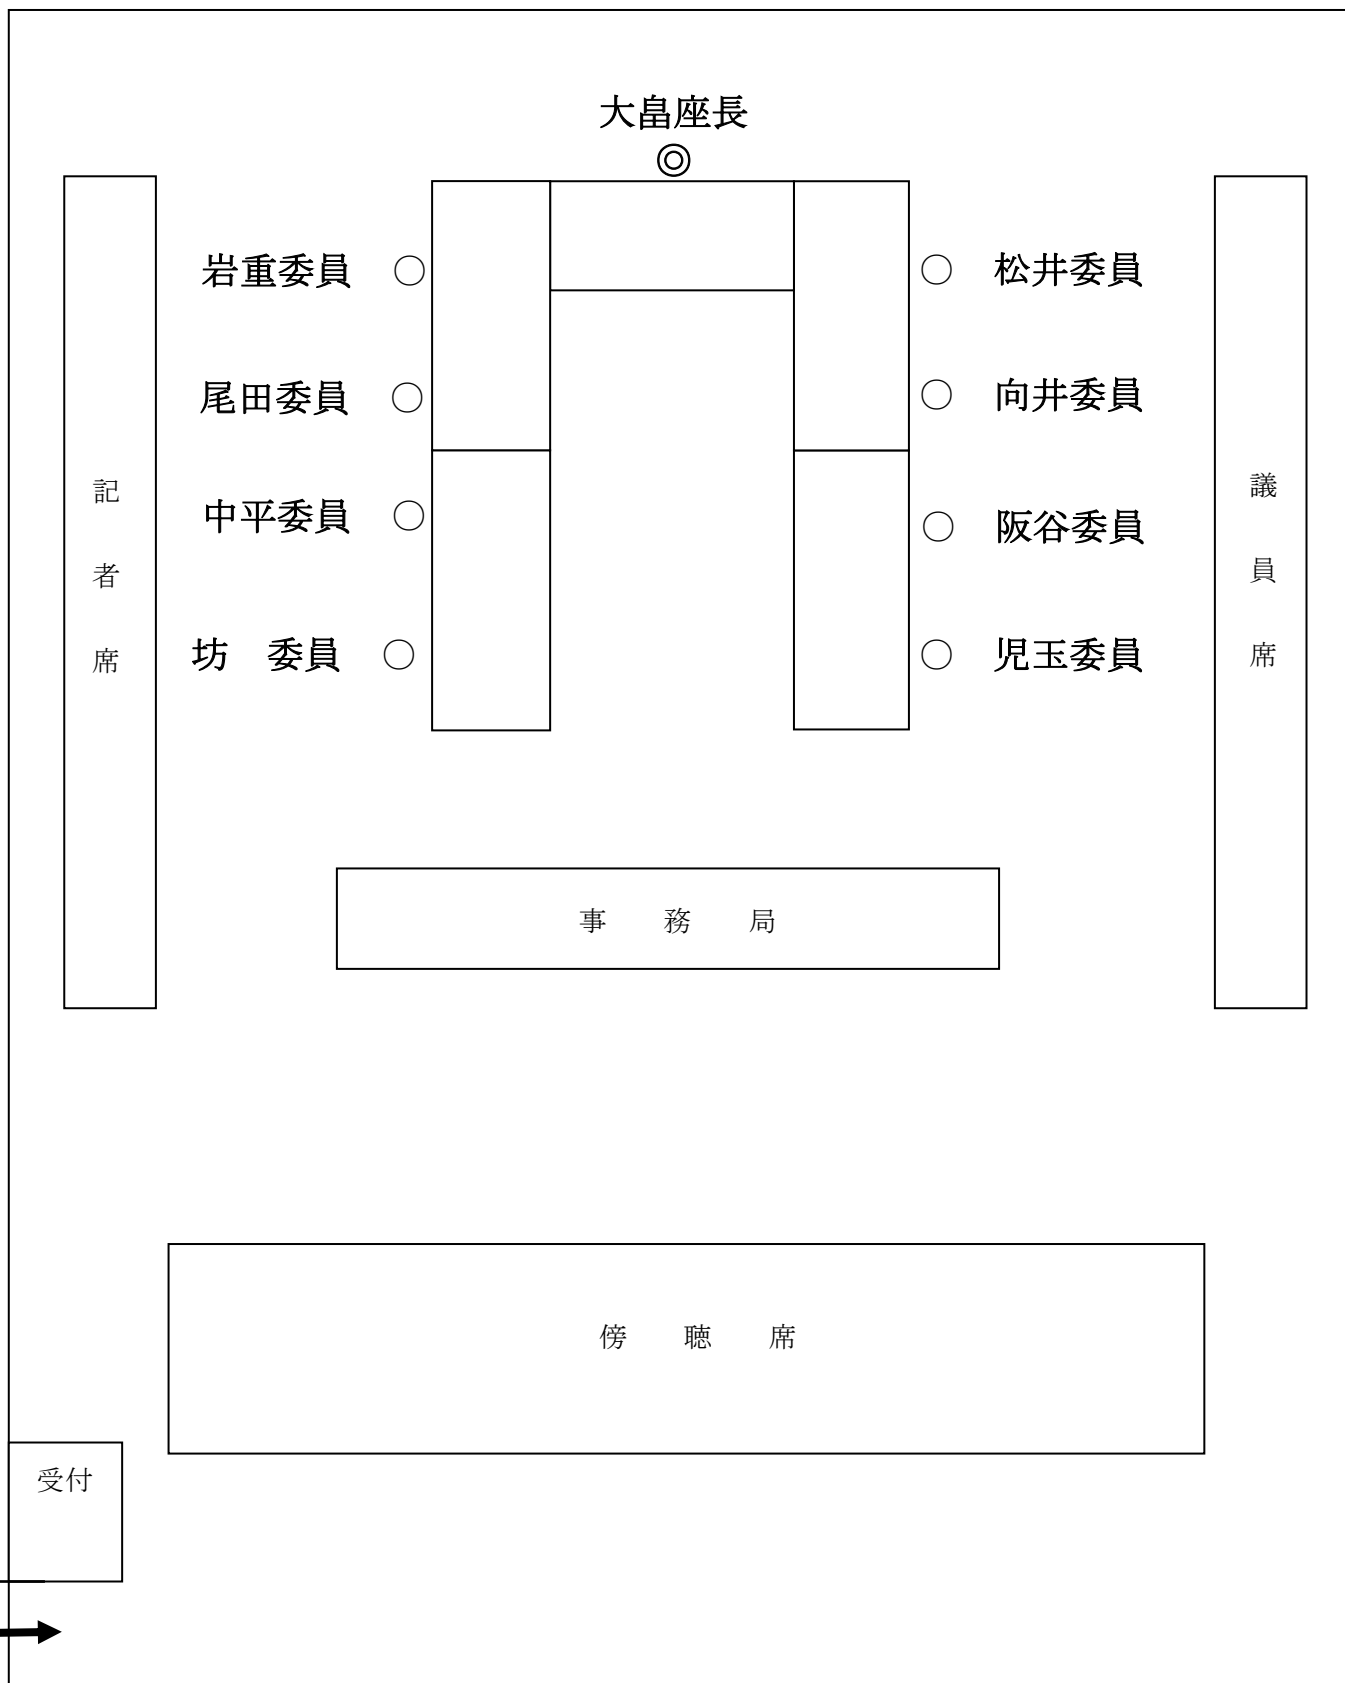 大畠座長
◎
岩重委員 ○
○ 松井委員
尾田委員 ○
○ 向井委員
中平委員 ○
○ 阪谷委員
坊　委員 ○
○ 児玉委員
記者席
議員席
事　務　局
傍　聴　席
受付